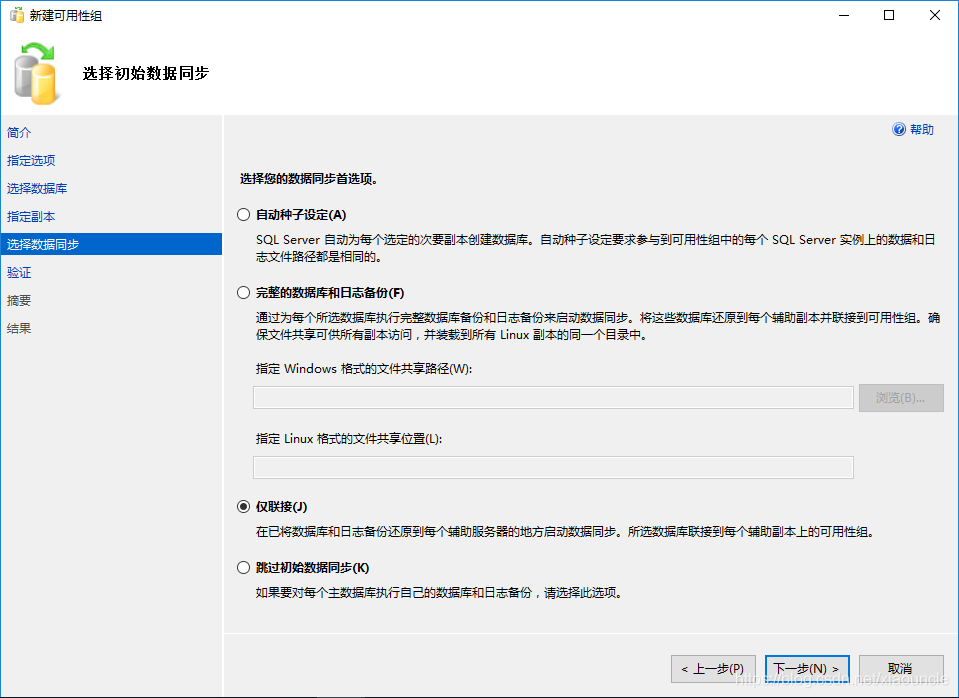 新建可用性组
选择初始数据同步
简介
指定选项
选择数据库
指定副本
选择数据同步
验证
摘要
结果
帮助
选择您的数据同步首选项。
自动种子设定(A)
SQL Server 自动为每个选定的次要副本创建数据库。自动种子设定要求参与到可用性组中的每个 SQL Server 实例上的数据和日
志文件路径都是相同的。
完整的数据库和日志备份(F)
通过为每个所选数据库执行完整数据库备份和日志备份来启动数据同步。将这些数据库还原到每个辅助副本并联接到可用性组。确
保文件共享可供所有副本访问，并装载到所有 Linux 副本的同一个目录中。
指定 Windows 格式的文件共享路径(W):
浏览(B)...
指定 Linux 格式的文件共享位置(L):
仅联接(J)
在已将数据库和日志备份还原到每个辅助服务器的地方启动数据同步。所选数据库联接到每个辅助副本上的可用性组。
跳过初始数据同步(K)
如果要对每个主数据库执行自己的数据库和日志备份，请选择此选项。
< 上一步(P)
下一步(N) >
取消
https://blog.csdn.net/xiaouncle